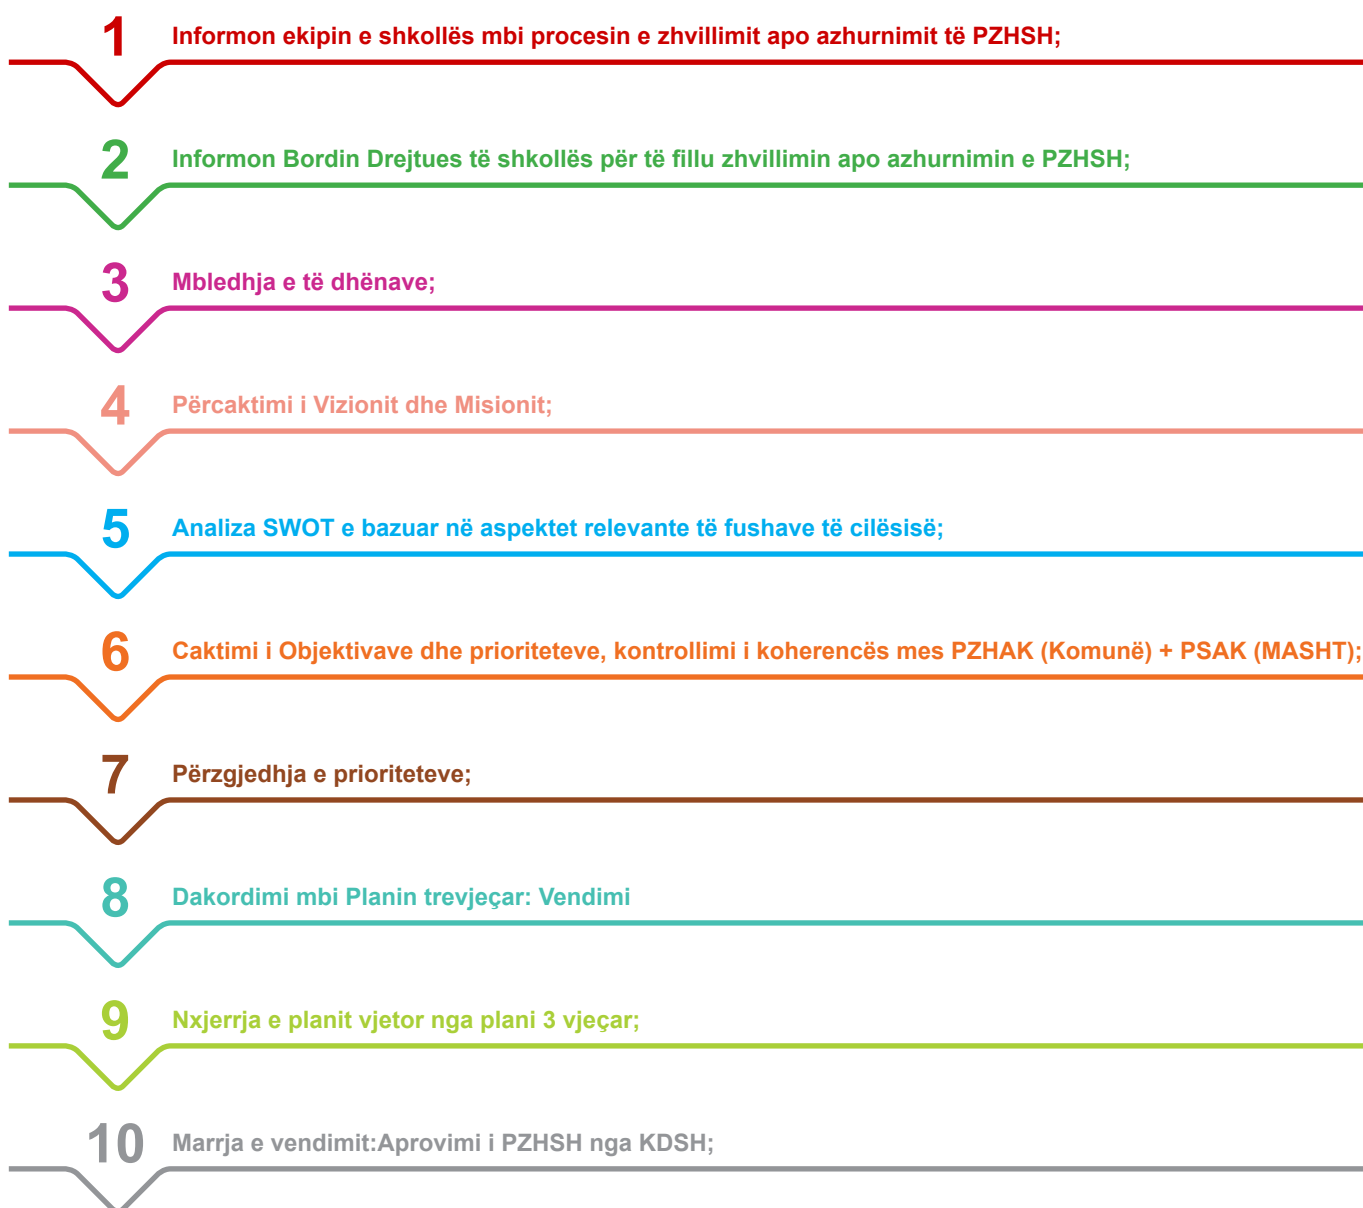 1 Informon ekipin e shkollës mbi procesin e zhvillimit apo azhurnimit të PZHSH;
2 Informon Bordin Drejtues të shkollës për të fillu zhvillimin apo azhurnimin e PZHSH;
3 Mbledhja e të dhënave;
4 Përcaktimi i Vizionit dhe Misionit;
5 Analiza SWOT e bazuar në aspektet relevante të fushave të cilësisë;
6 Caktimi i Objektivave dhe prioriteteve, kontrollimi i koherencës mes PZHAK (Komunë) + PSAK (MASHT);
7 Përzgjedhja e prioriteteve;
8 Dakordimi mbi Planin trevjeçar: Vendimi
9 Nxjerrja e planit vjetor nga plani 3 vjeçar;
10 Marrja e vendimit:Aprovimi i PZHSH nga KDSH;